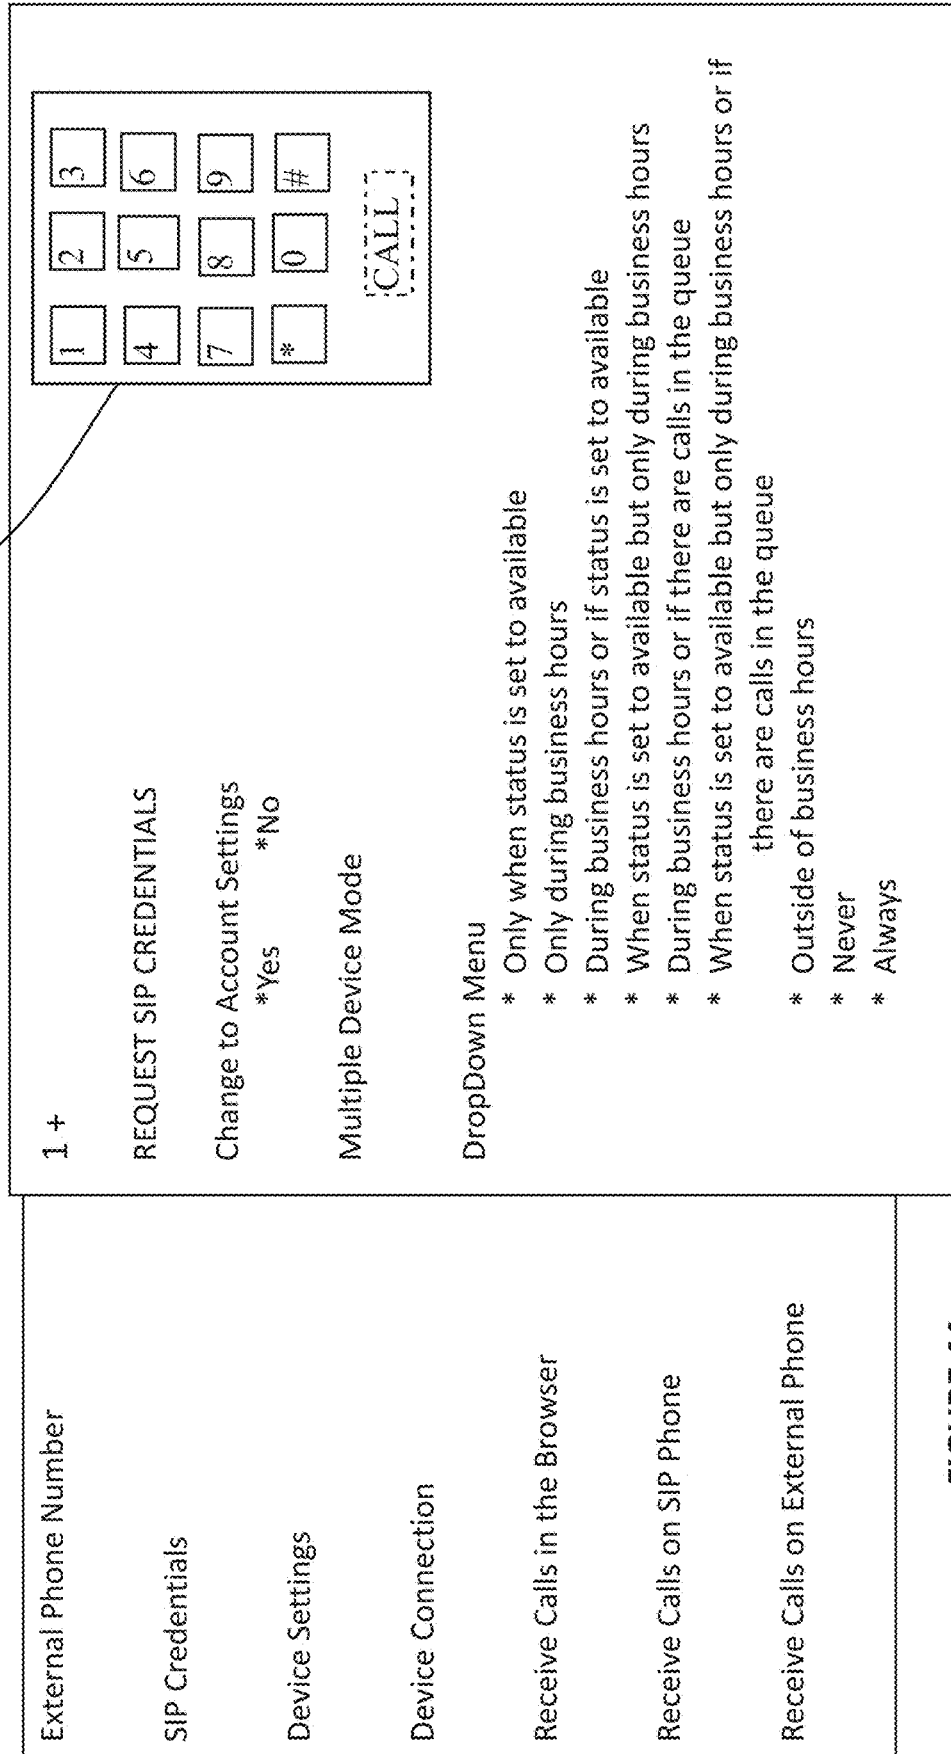 External Phone Number
SIP Credentials
Device Settings
Device Connection
Receive Calls in the Browser
Receive Calls on SIP Phone
Receive Calls on External Phone
1 +
REQUEST SIP CREDENTIALS
Change to Account Settings
*Yes *No
Multiple Device Mode
DropDown Menu
* Only when status is set to available
* Only during business hours
* During business hours or if status is set to available
* When status is set to available but only during business hours
* During business hours or if there are calls in the queue
* When status is set to available but only during business hours or if
there are calls in the queue
* Outside of business hours
* Never
* Always
1 2 3
4 5 6
7 8 9
* 0 #
CALL